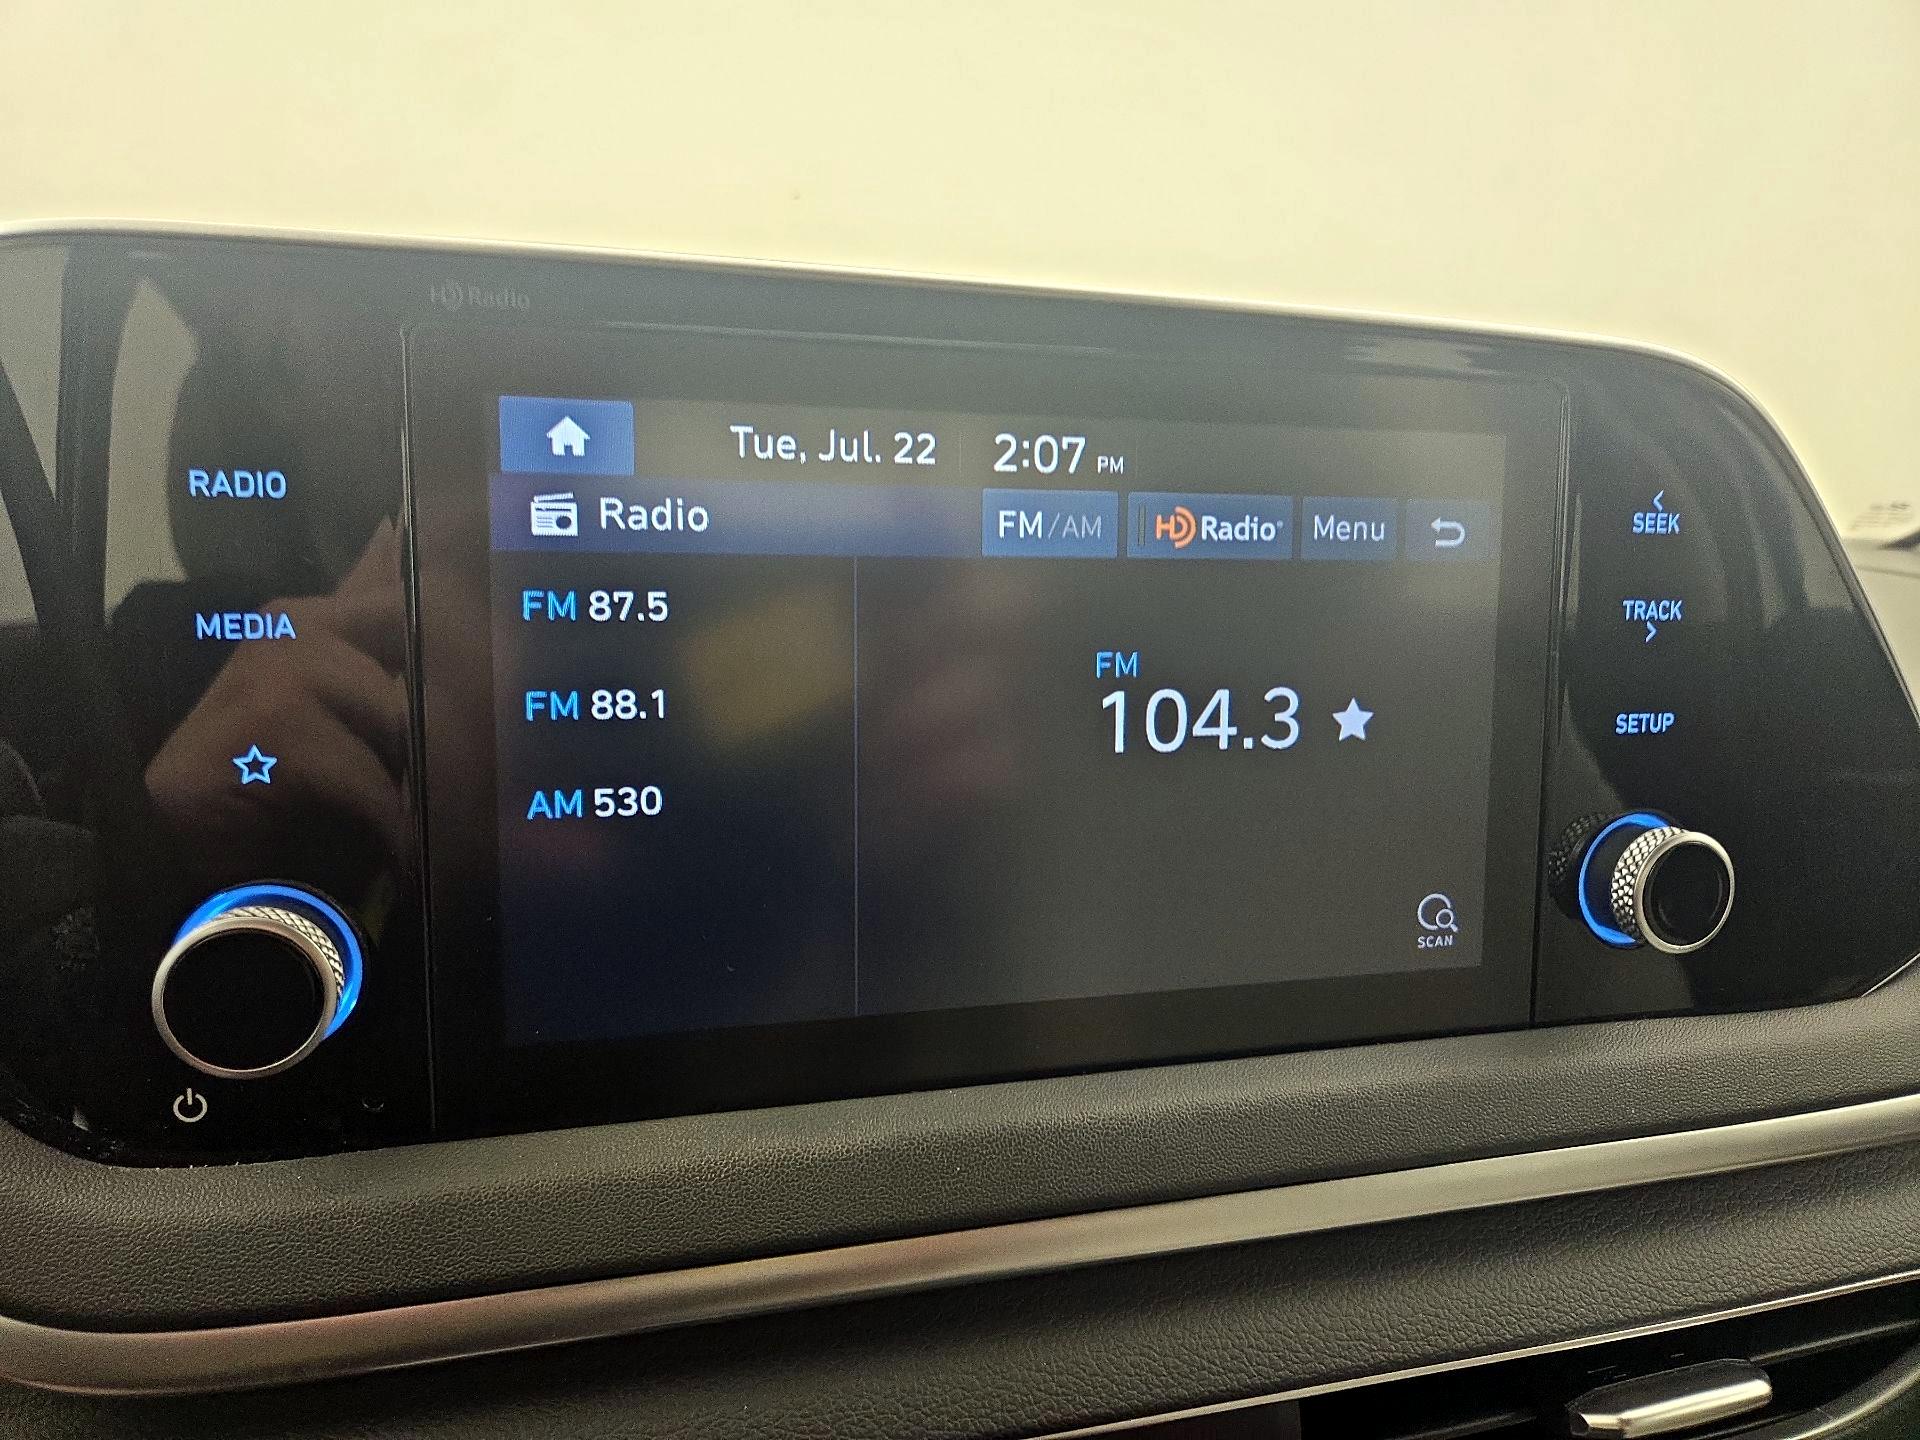 HD Radio
Tue, Jul. 22 2:07 PM
Radio FM/AM HD Radio® Menu
FM 87.5
FM 88.1
AM 530
FM
104.3
SCAN
RADIO
MEDIA
< SEEK
TRACK >
SETUP